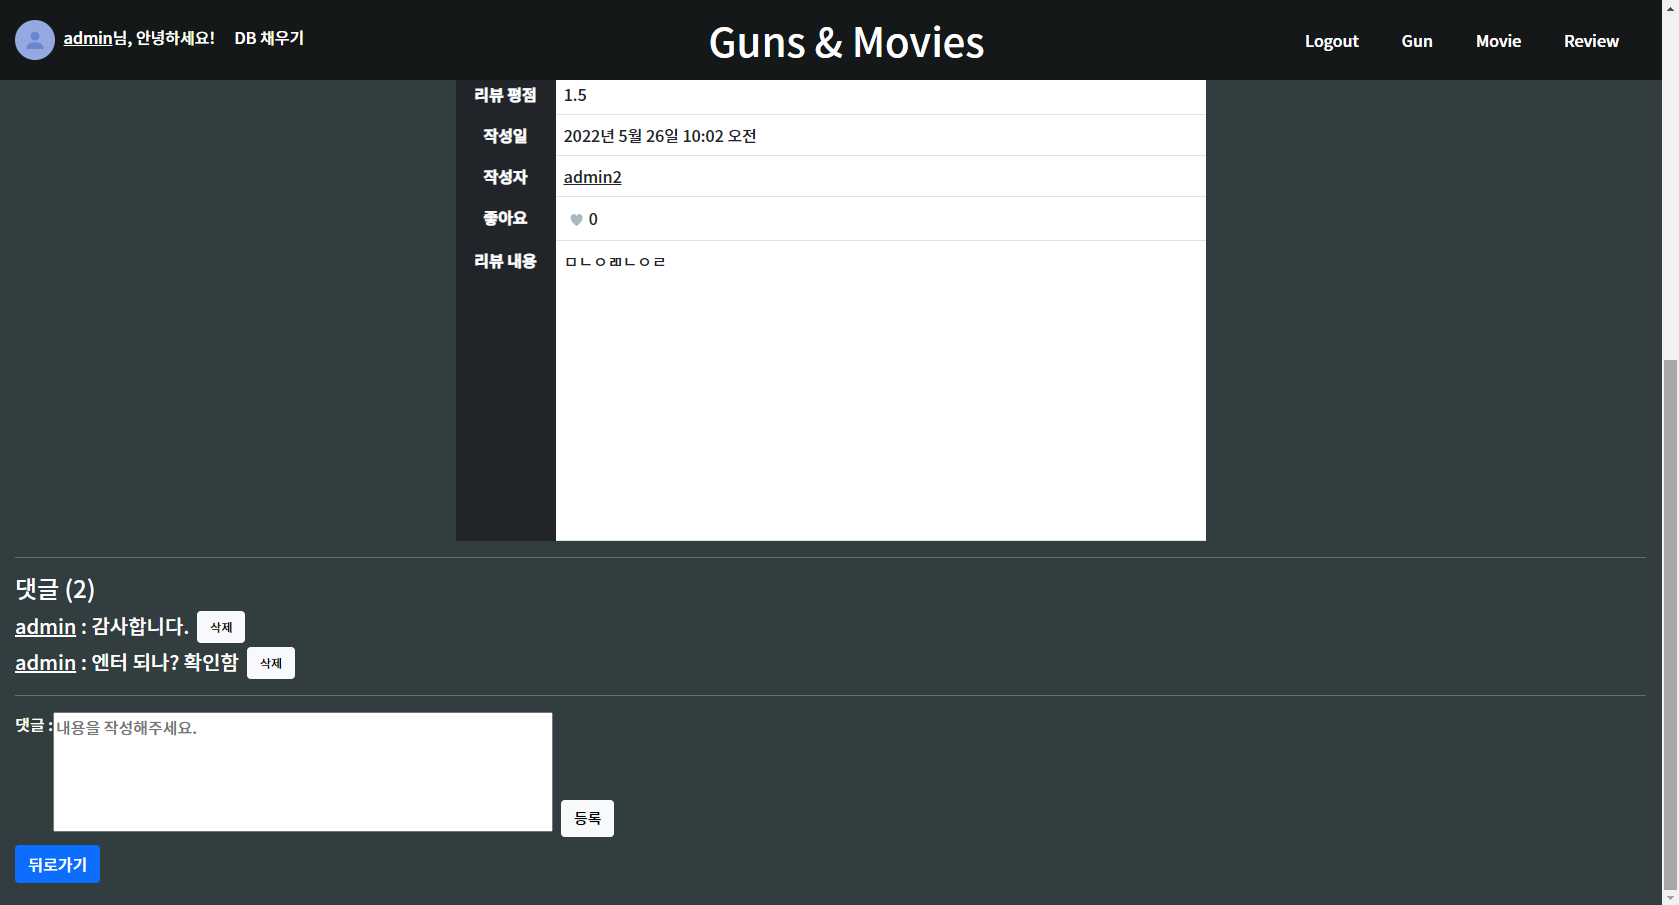 admin님, 안녕하세요! DB 채우기 Guns & Movies Logout Gun Movie Review
리뷰 평점 1.5
작성일 2022년 5월 26일 10:02 오전
작성자 admin2
좋아요 0
리뷰 내용
댓글 (2)
admin : 감사합니다. 삭제
admin : 엔터 되나? 확인함 삭제
댓글 : 내용을 작성해주세요.
등록
뒤로가기